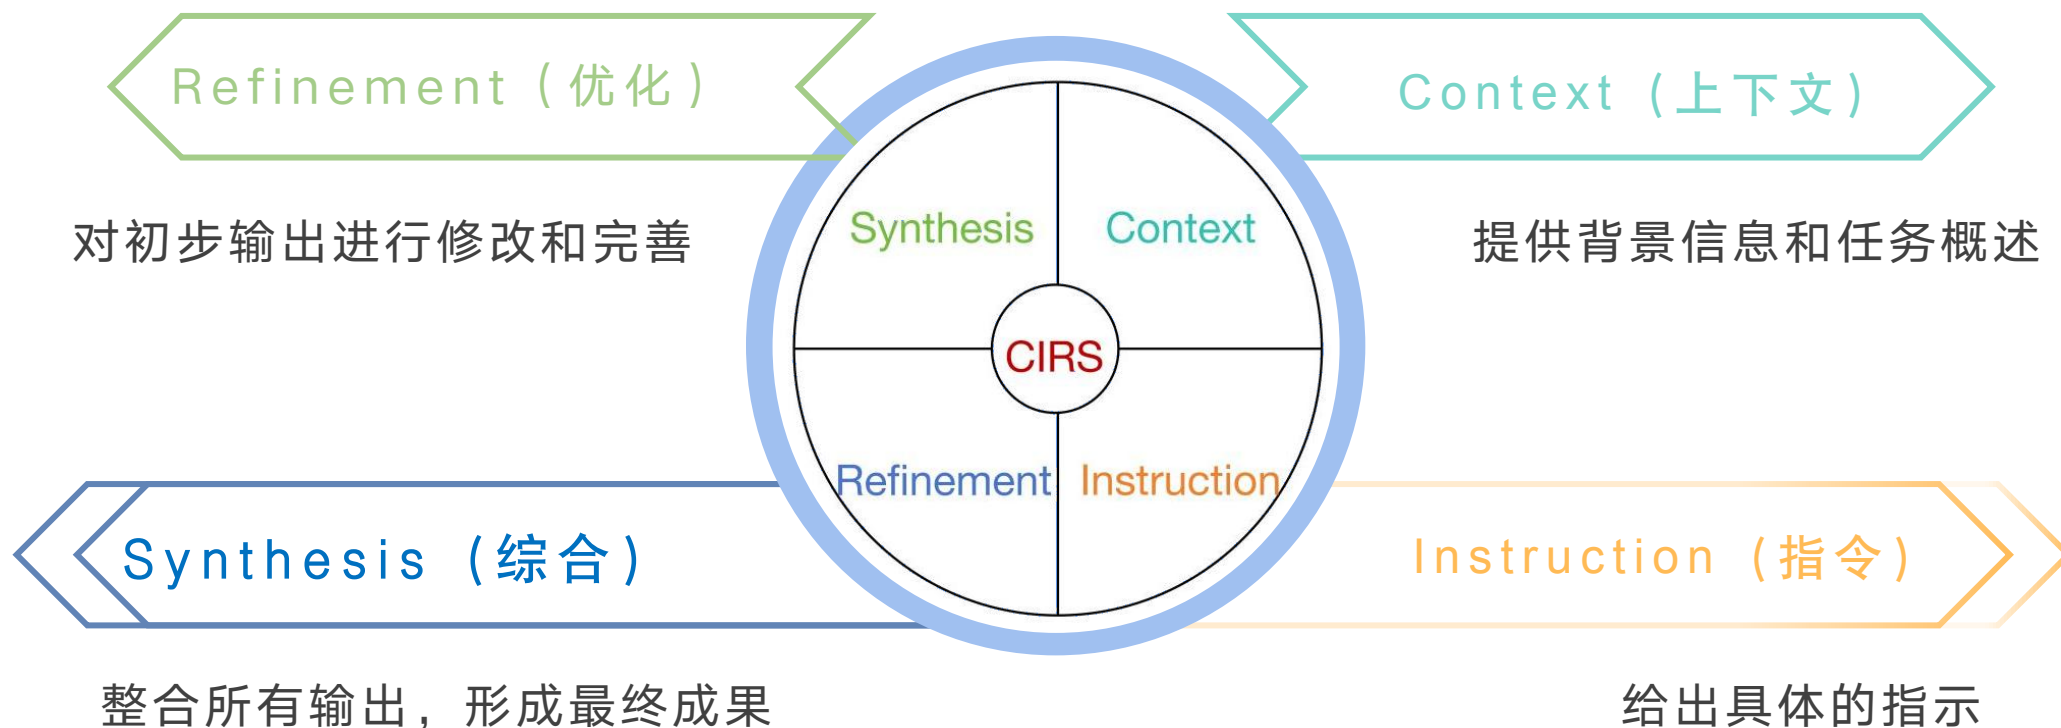 Refinement（优化）
Context（上下文）
对初步输出进行修改和完善
提供背景信息和任务概述
Synthesis
Context
CIRS
Refinement
Instruction
Synthesis（综合）
Instruction（指令）
整合所有输出，形成最终成果
给出具体的指示